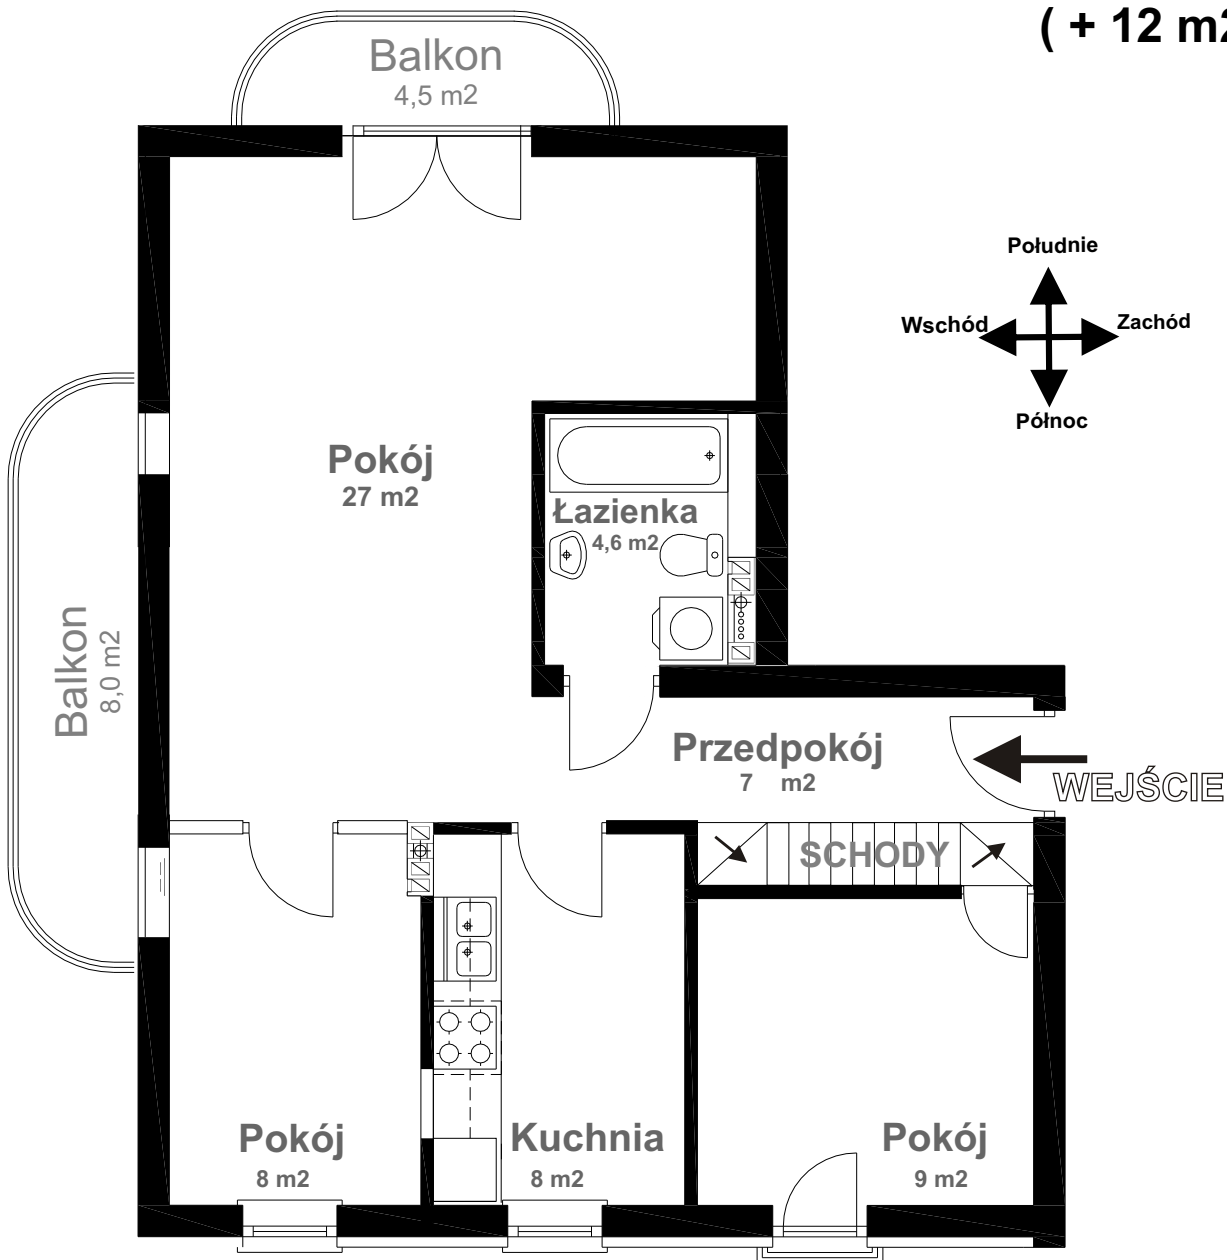 ( + 12 m2
Balkon
4,5 m2
Południe
Wschód
Zachód
Północ
Pokój
27 m2
Łazienka
4,6 m2
Balkon
8,0 m2
Przedpokój
7 m2
WEJŚCIE
SCHODY
Pokój
8 m2
Kuchnia
8 m2
Pokój
9 m2